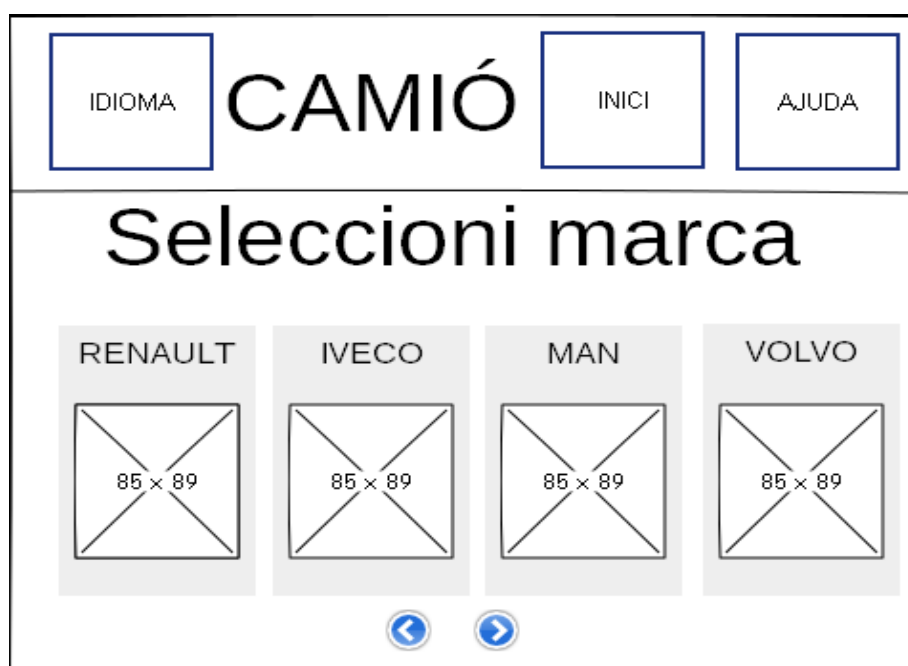 IDIOMA CAMIÓ INICI AJUDA
Seleccioni marca
RENAULT IVECO MAN VOLVO
85 × 89 85 × 89 85 × 89 85 × 89